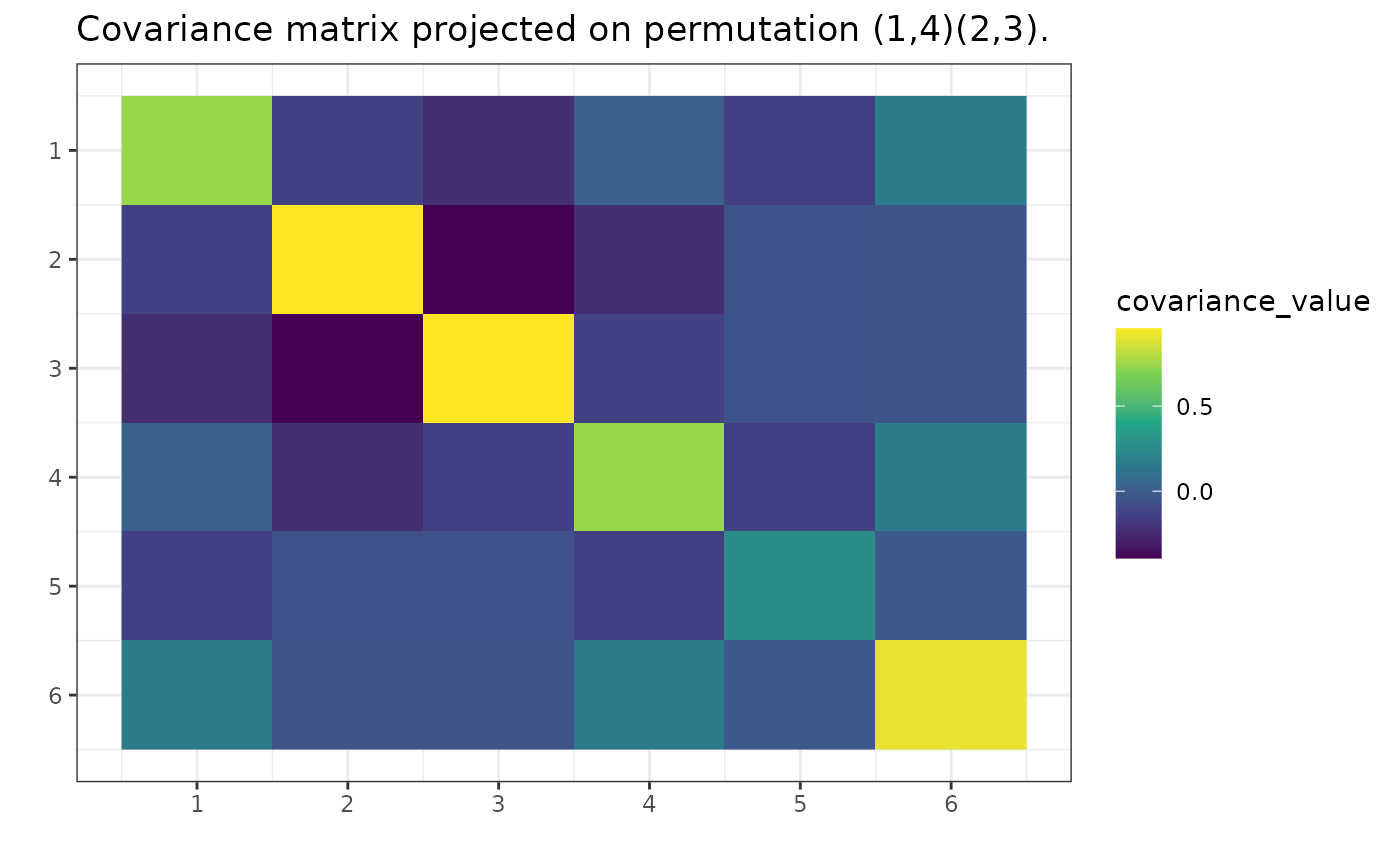 Covariance matrix projected on permutation (1,4)(2,3).
1
2
3
4
5
6
1 2 3 4 5 6
covariance_value
0.5
0.0